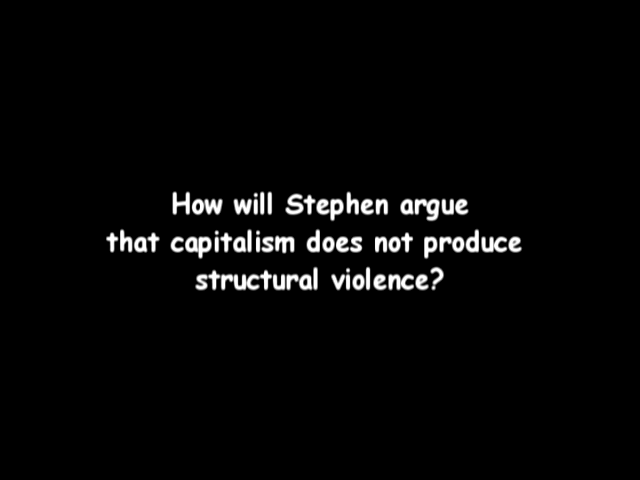 How will Stephen argue
that capitalism does not produce
structural violence?